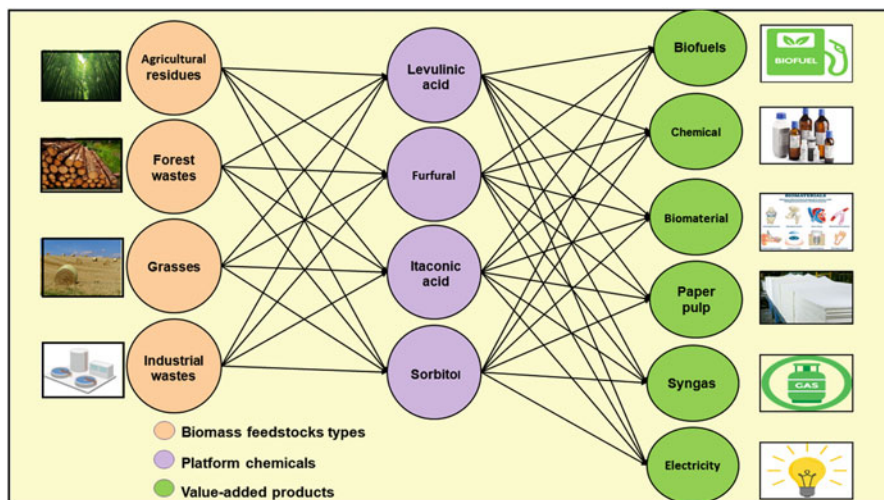 Agricultural
residues
Forest
wastes
Grasses
Industrial
wastes
Levulinic
acid
Furfural
Itaconic
acid
Sorbitol
Biofuels
Chemical
Biomaterial
Paper
pulp
Syngas
Electricity
BIOFUEL
BIOMATERIALS
GAS
Biomass feedstocks types
Platform chemicals
Value-added products